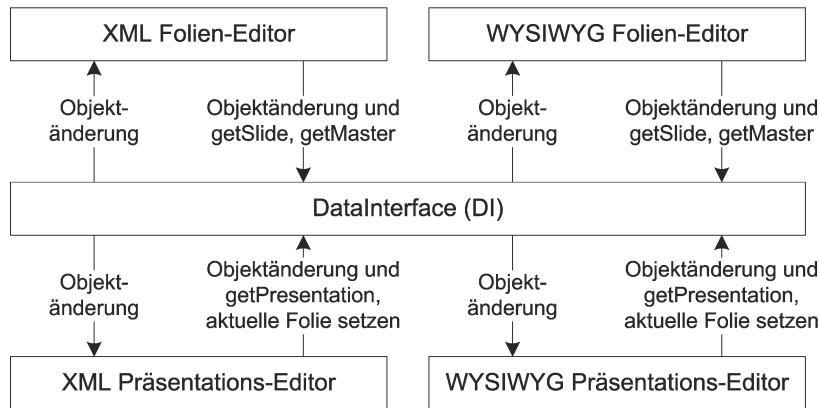 XML Folien-Editor
WYSIWYG Folien-Editor
Objekt-
änderung
Objektänderung und
getSlide, getMaster
Objekt-
änderung
Objektänderung und
getSlide, getMaster
DataInterface (DI)
Objekt-
änderung
Objektänderung und
getPresentation,
aktuelle Folie setzen
Objekt-
änderung
Objektänderung und
getPresentation,
aktuelle Folie setzen
XML Präsentations-Editor
WYSIWYG Präsentations-Editor